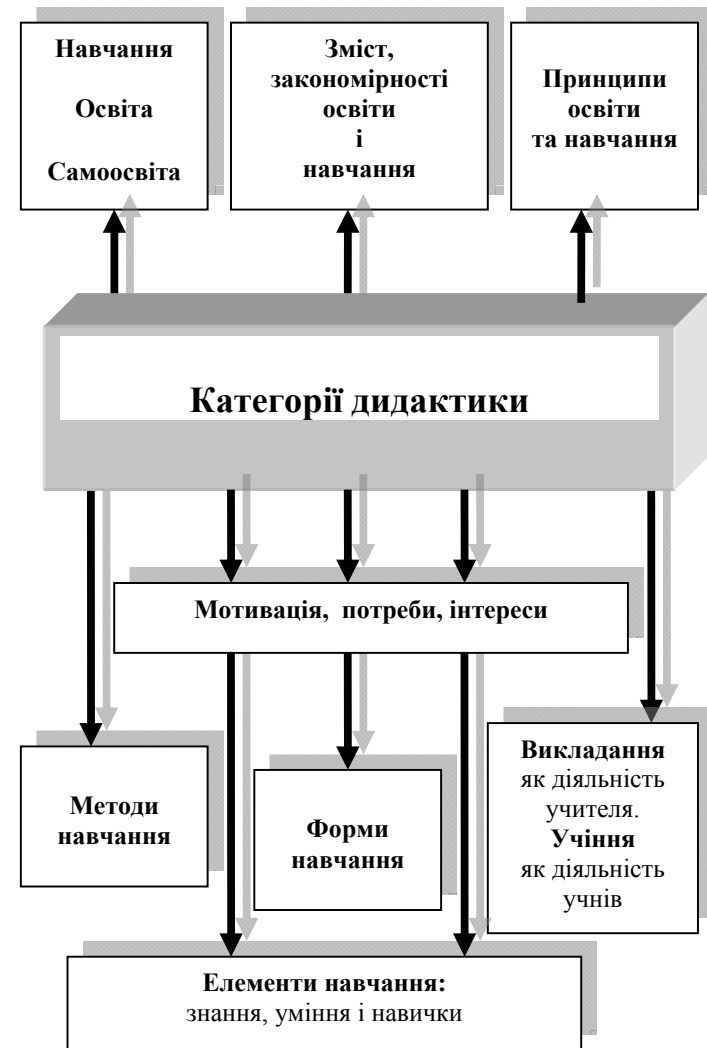 Навчання
Освіта
Самоосвіта
Зміст,
закономірності
освіти
і
навчання
Принципи
освіти
та навчання
Категорії дидактики
Мотивація, потреби, інтереси
Методи
навчання
Форми
навчання
Викладання
як діяльність
учителя.
Учіння
як діяльність
учнів
Елементи навчання:
знання, уміння і навички